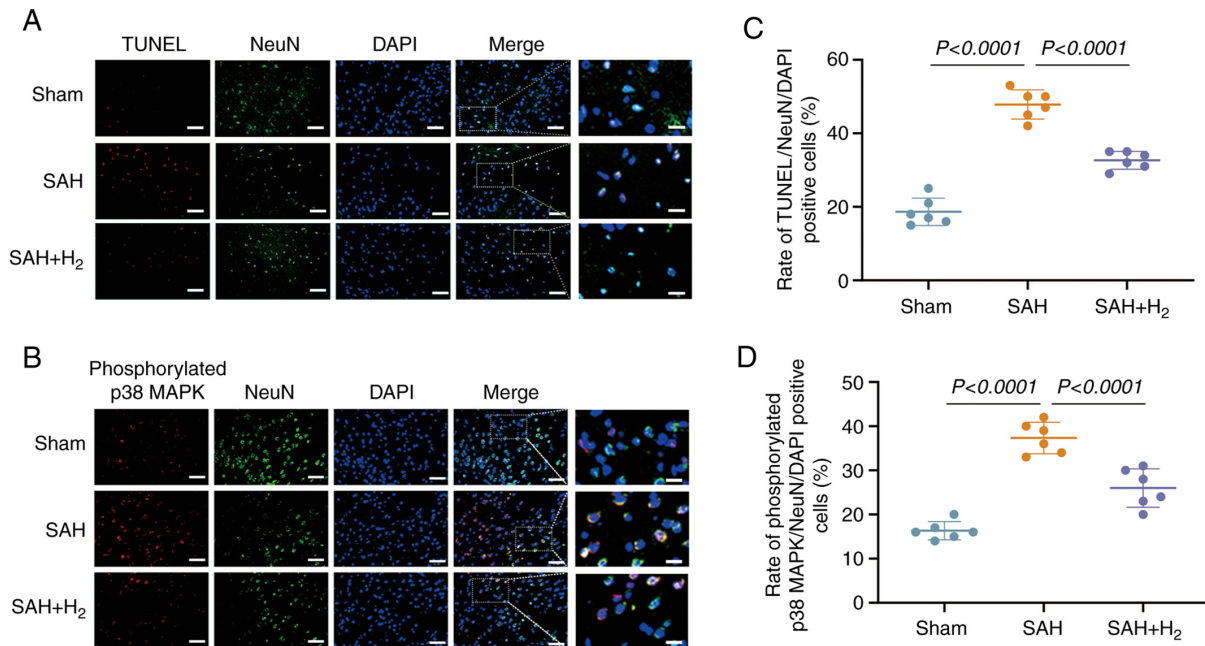 A
TUNEL NeuN DAPI Merge
Sham
SAH
SAH+H₂
B
Phosphorylated
p38 MAPK NeuN DAPI Merge
Sham
SAH
SAH+H₂
C
P<0.0001 P<0.0001
Rate of TUNEL/NeuN/DAPI
positive cells (%)
60
40
20
0
Sham SAH SAH+H₂
D
P<0.0001 P<0.0001
Rate of phosphorylated
p38 MAPK/NeuN/DAPI positive
cells (%)
50
40
30
20
10
0
Sham SAH SAH+H₂